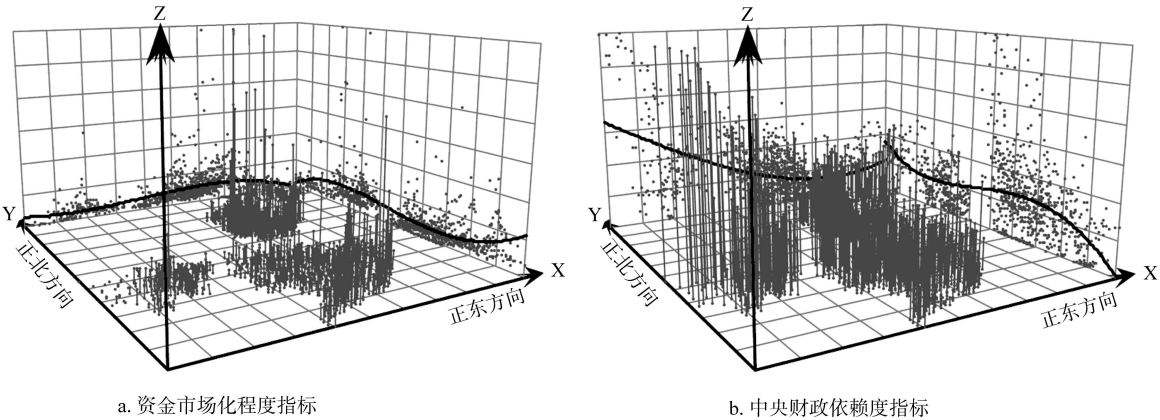 Z
Y
X
正北方向
正东方向
a. 资金市场化程度指标
Z
Y
X
正北方向
正东方向
b. 中央财政依赖度指标